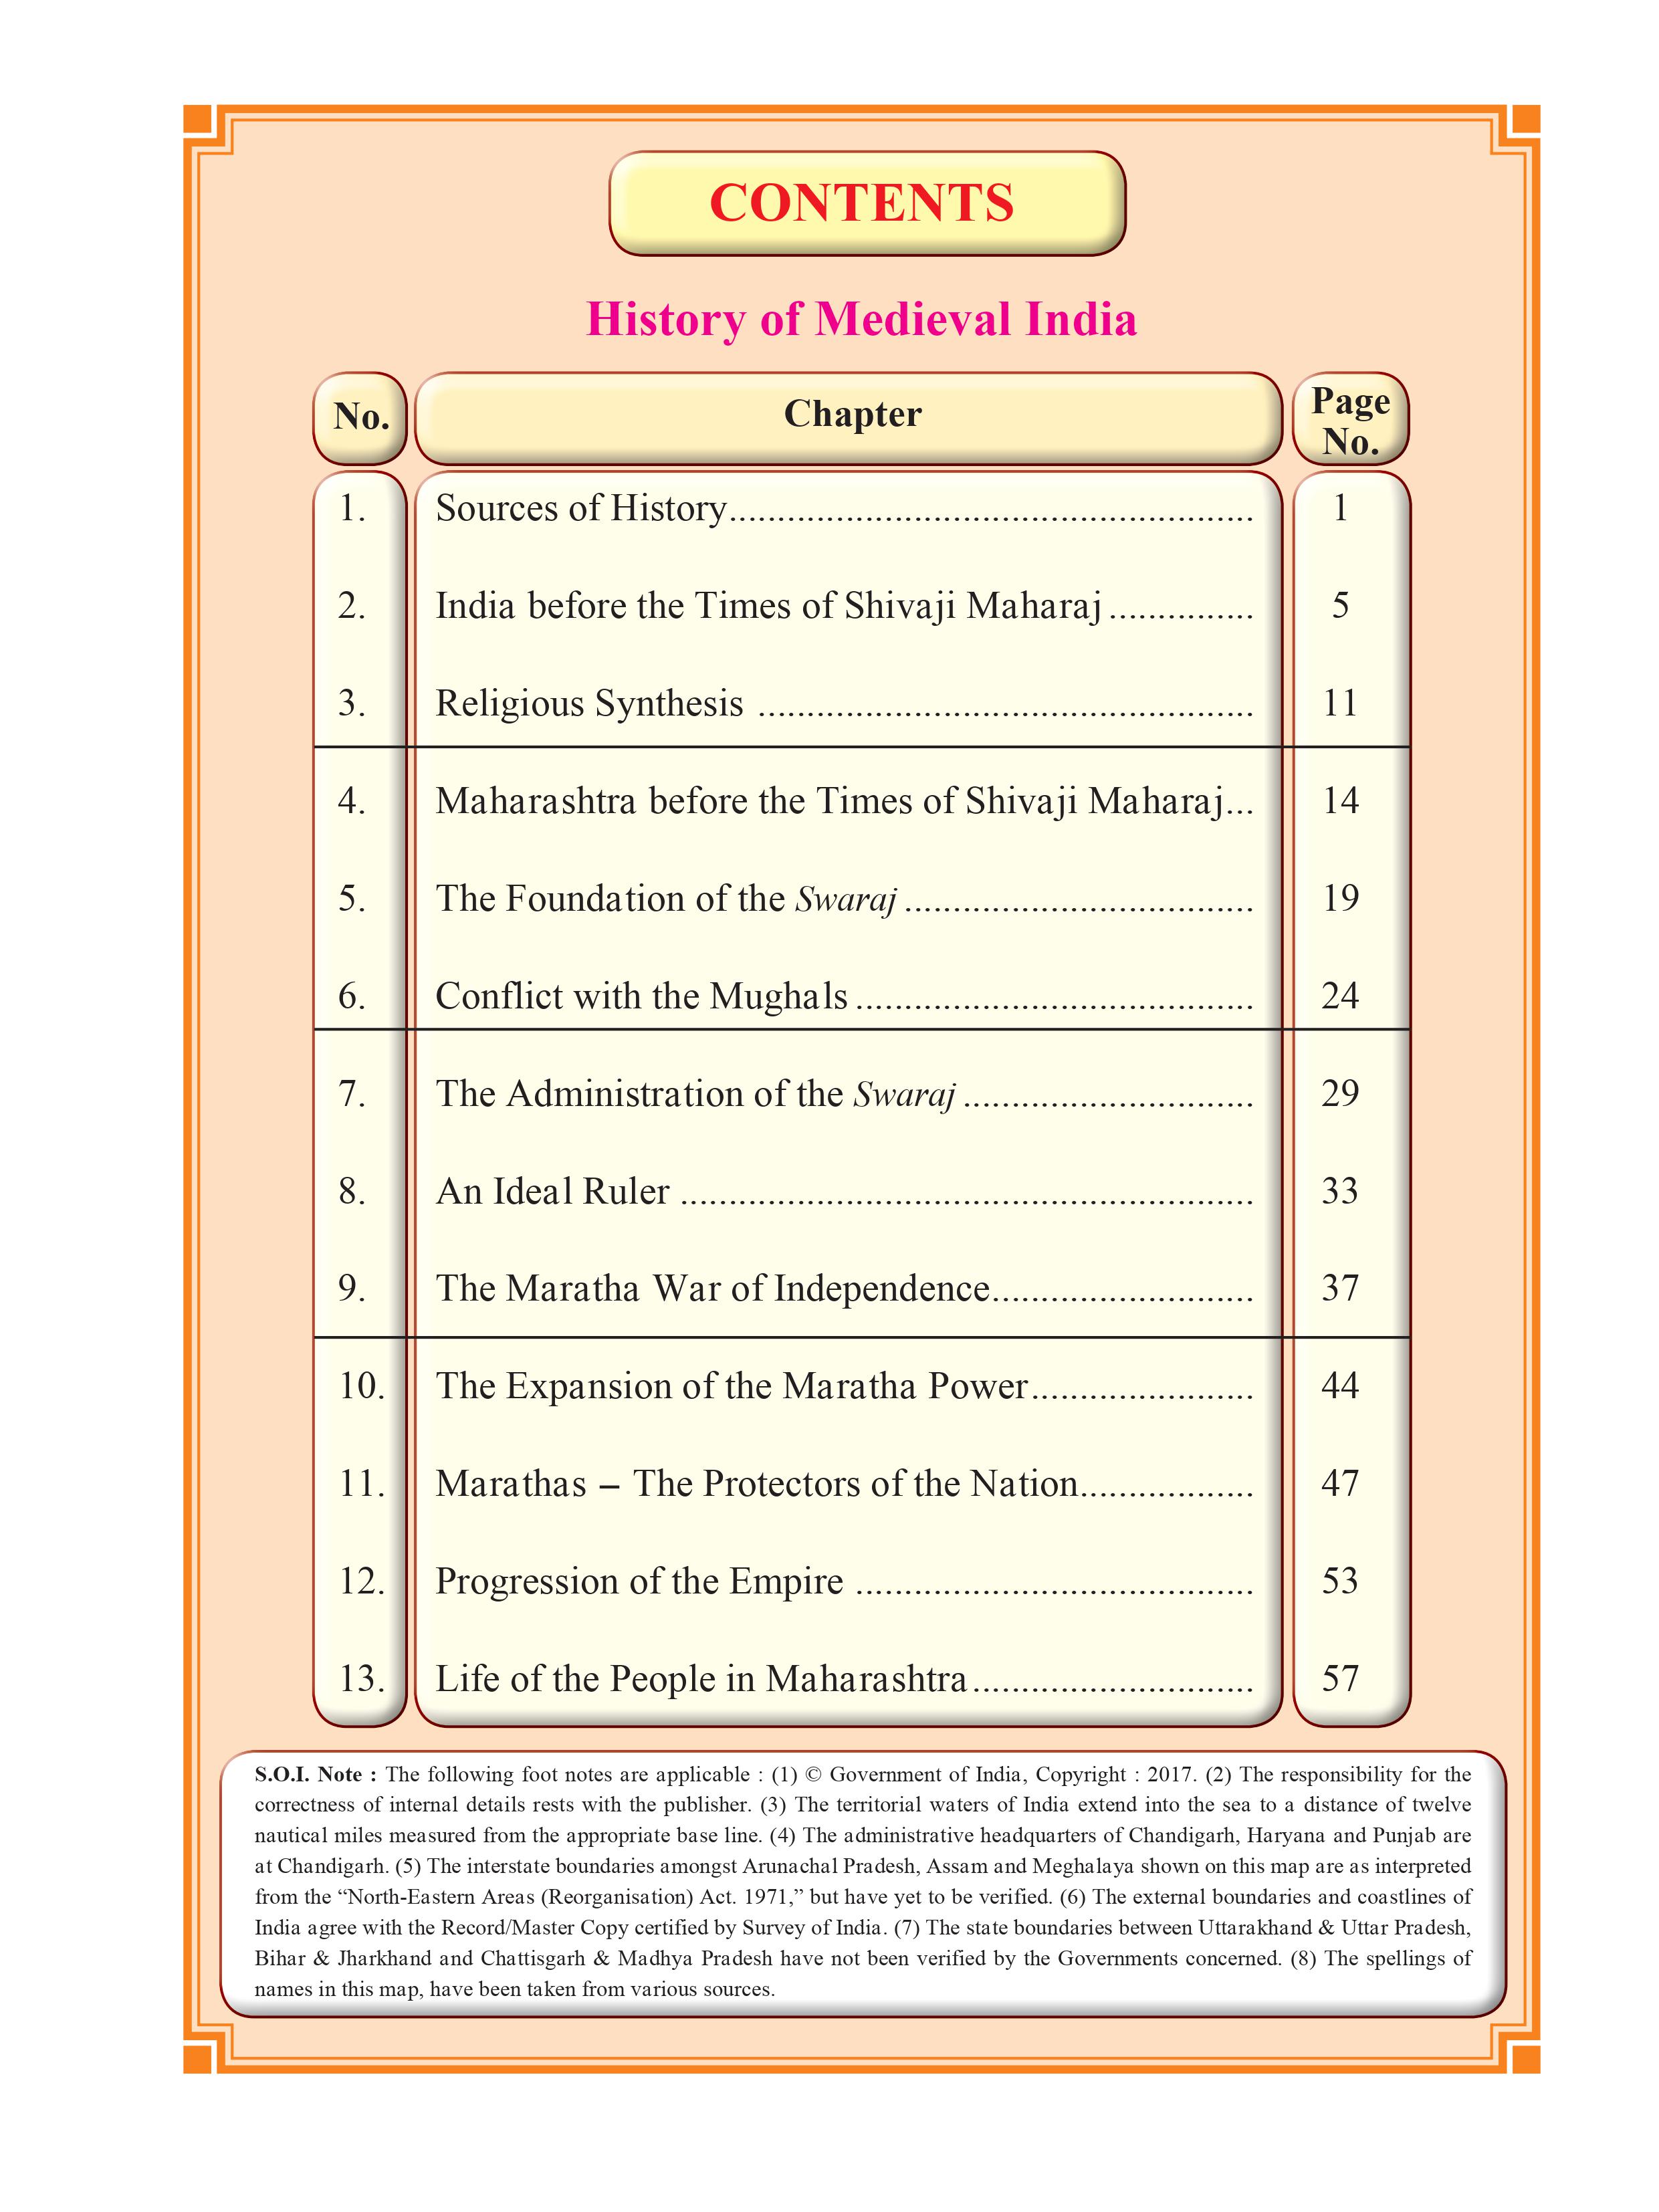 CONTENTS
History of Medieval India
No. Chapter Page No.
1. Sources of History...................................................... 1
2. India before the Times of Shivaji Maharaj ............... 5
3. Religious Synthesis ................................................... 11
4. Maharashtra before the Times of Shivaji Maharaj... 14
5. The Foundation of the Swaraj .................................... 19
6. Conflict with the Mughals ......................................... 24
7. The Administration of the Swaraj .............................. 29
8. An Ideal Ruler ........................................................... 33
9. The Maratha War of Independence........................... 37
10. The Expansion of the Maratha Power....................... 44
11. Marathas – The Protectors of the Nation.................. 47
12. Progression of the Empire ......................................... 53
13. Life of the People in Maharashtra ............................. 57
S.O.I. Note : The following foot notes are applicable : (1) © Government of India, Copyright : 2017. (2) The responsibility for the
correctness of internal details rests with the publisher. (3) The territorial waters of India extend into the sea to a distance of twelve
nautical miles measured from the appropriate base line. (4) The administrative headquarters of Chandigarh, Haryana and Punjab are
at Chandigarh. (5) The interstate boundaries amongst Arunachal Pradesh, Assam and Meghalaya shown on this map are as interpreted
from the “North-Eastern Areas (Reorganisation) Act. 1971,” but have yet to be verified. (6) The external boundaries and coastlines of
India agree with the Record/Master Copy certified by Survey of India. (7) The state boundaries between Uttarakhand & Uttar Pradesh,
Bihar & Jharkhand and Chattisgarh & Madhya Pradesh have not been verified by the Governments concerned. (8) The spellings of
names in this map, have been taken from various sources.